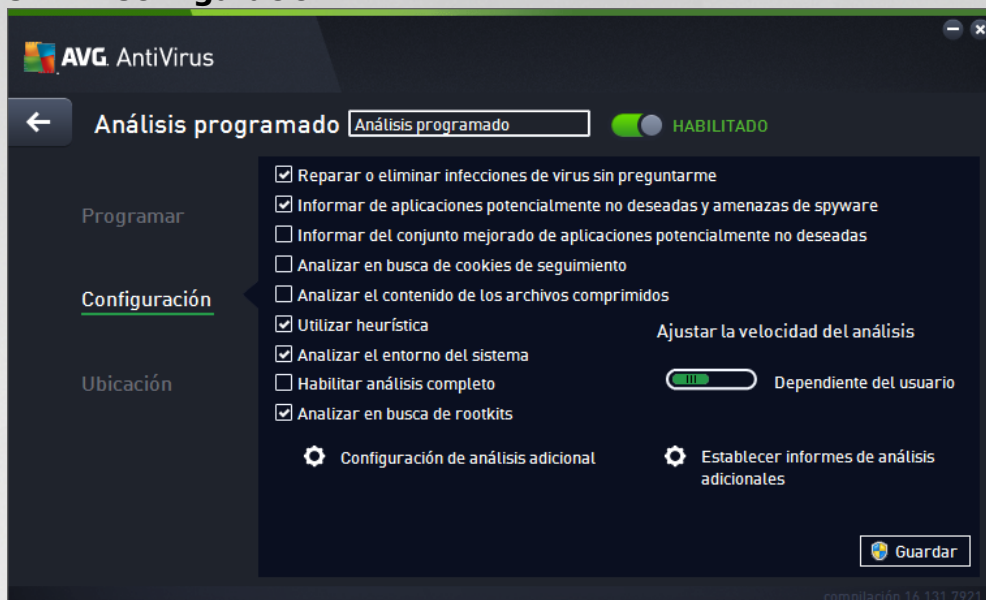 AVG. AntiVirus
Análisis programado Análisis programado HABILITADO
Programar
Configuración
Ubicación
Reparar o eliminar infecciones de virus sin preguntarme
Informar de aplicaciones potencialmente no deseadas y amenazas de spyware
Informar del conjunto mejorado de aplicaciones potencialmente no deseadas
Analizar en busca de cookies de seguimiento
Analizar el contenido de los archivos comprimidos
Utilizar heurística
Analizar el entorno del sistema
Habilitar análisis completo
Analizar en busca de rootkits
Ajustar la velocidad del análisis
Dependiente del usuario
Configuración de análisis adicional
Establecer informes de análisis
adicionales
Guardar
compilación 16.131.7921